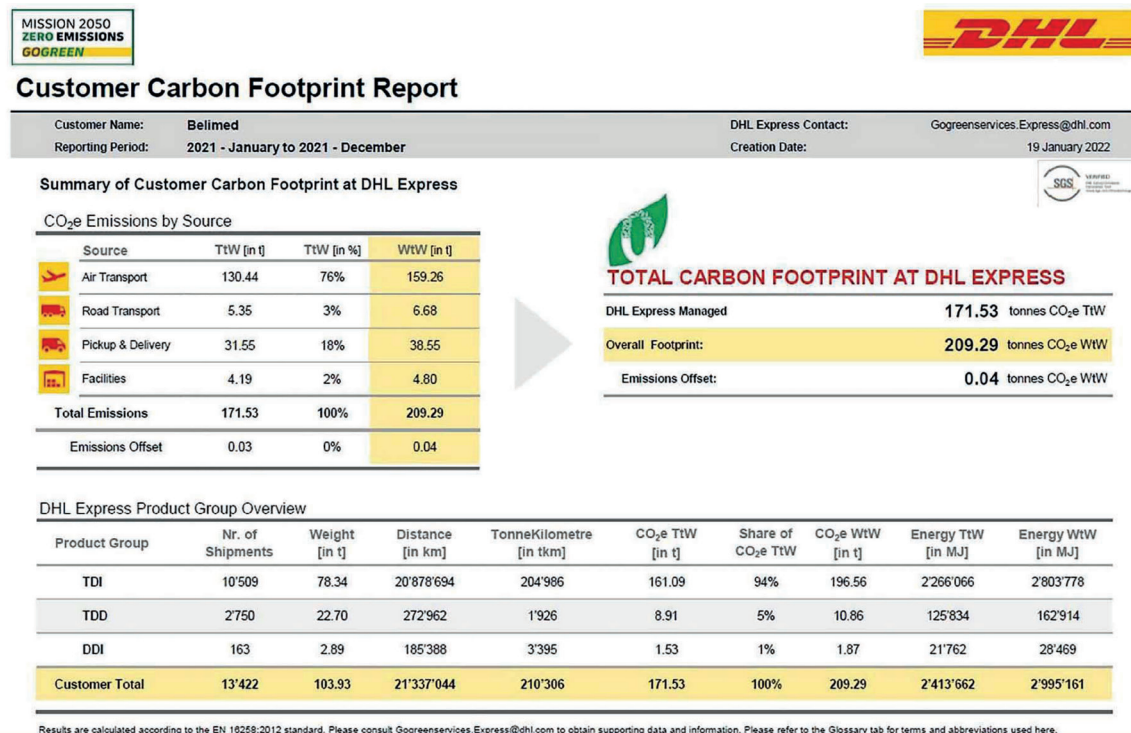 MISSION 2050
ZERO EMISSIONS
GOGREEN
DHL
Customer Carbon Footprint Report
Customer Name: Belimed DHL Express Contact: Gogreenservices.Express@dhl.com
Reporting Period: 2021 - January to 2021 - December Creation Date: 19 January 2022
Summary of Customer Carbon Footprint at DHL Express
SGS VERIFIED
CO₂e Emissions by Source
Source TtW [in t] TtW [in %] WtW [in t]
Air Transport 130.44 76% 159.26
Road Transport 5.35 3% 6.68
Pickup & Delivery 31.55 18% 38.55
Facilities 4.19 2% 4.80
Total Emissions 171.53 100% 209.29
Emissions Offset 0.03 0% 0.04
TOTAL CARBON FOOTPRINT AT DHL EXPRESS
DHL Express Managed 171.53 tonnes CO₂e TtW
Overall Footprint: 209.29 tonnes CO₂e WtW
Emissions Offset: 0.04 tonnes CO₂e WtW
DHL Express Product Group Overview
Product Group Nr. of Shipments Weight [in t] Distance [in km] TonneKilometre [in tkm] CO₂e TtW [in t] Share of CO₂e TtW CO₂e WtW [in t] Energy TtW [in MJ] Energy WtW [in MJ]
TDI 10'509 78.34 20'878'694 204'986 161.09 94% 196.56 2'266'066 2'803'778
TDD 2'750 22.70 272'962 1'926 8.91 5% 10.86 125'834 162'914
DDI 163 2.89 185'388 3'395 1.53 1% 1.87 21'762 28'469
Customer Total 13'422 103.93 21'337'044 210'306 171.53 100% 209.29 2'413'662 2'995'161
Results are calculated according to the EN 16258:2012 standard. Please consult Gogreenservices.Express@dhl.com to obtain supporting data and information. Please refer to the Glossary tab for terms and abbreviations used here.